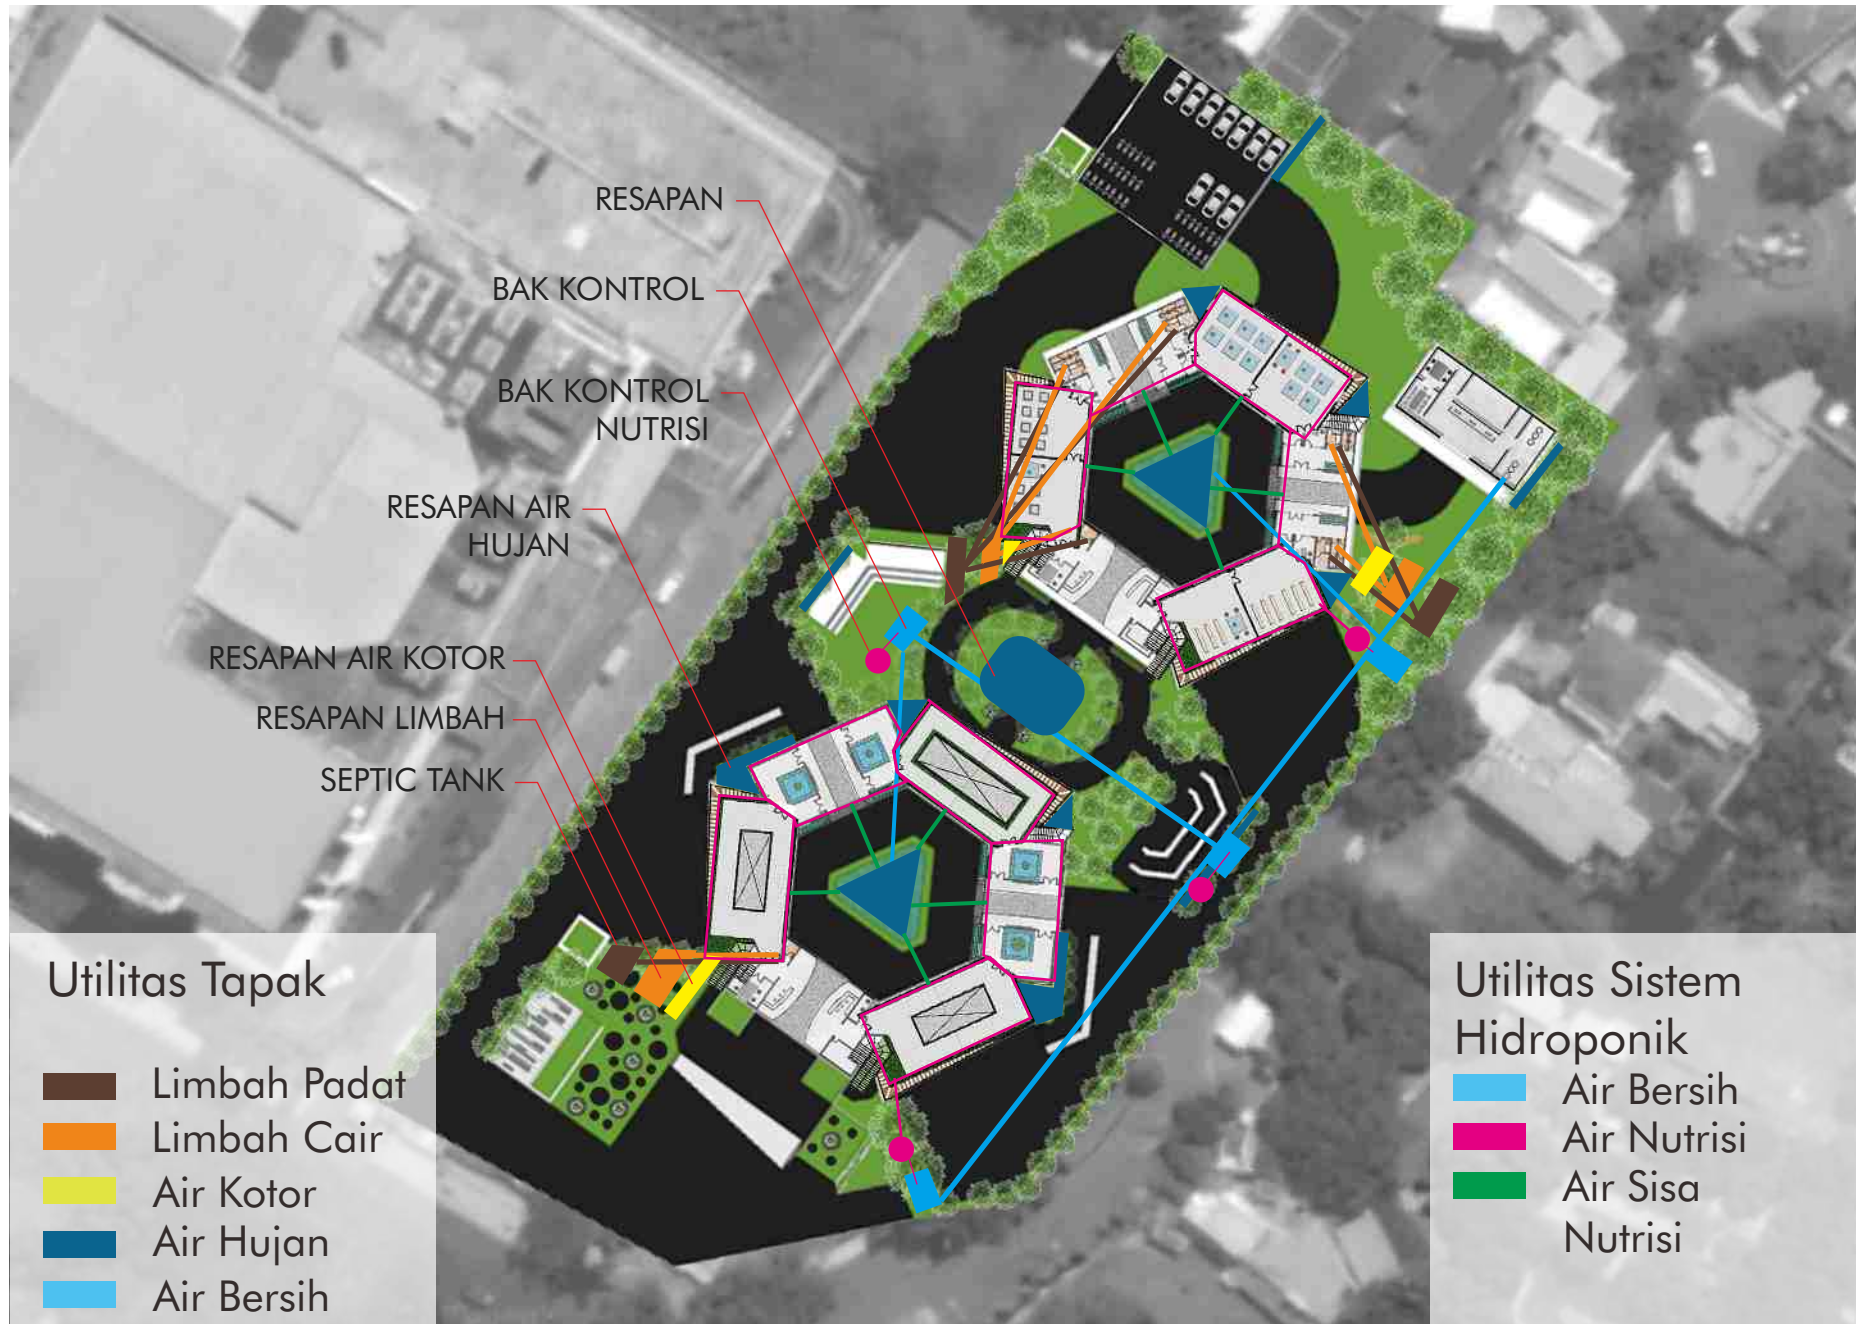 RESAPAN
BAK KONTROL
BAK KONTROL
NUTRISI
RESAPAN AIR
HUJAN
RESAPAN AIR KOTOR
RESAPAN LIMBAH
SEPTIC TANK
Utilitas Tapak
Limbah Padat
Limbah Cair
Air Kotor
Air Hujan
Air Bersih
Utilitas Sistem
Hidroponik
Air Bersih
Air Nutrisi
Air Sisa
Nutrisi